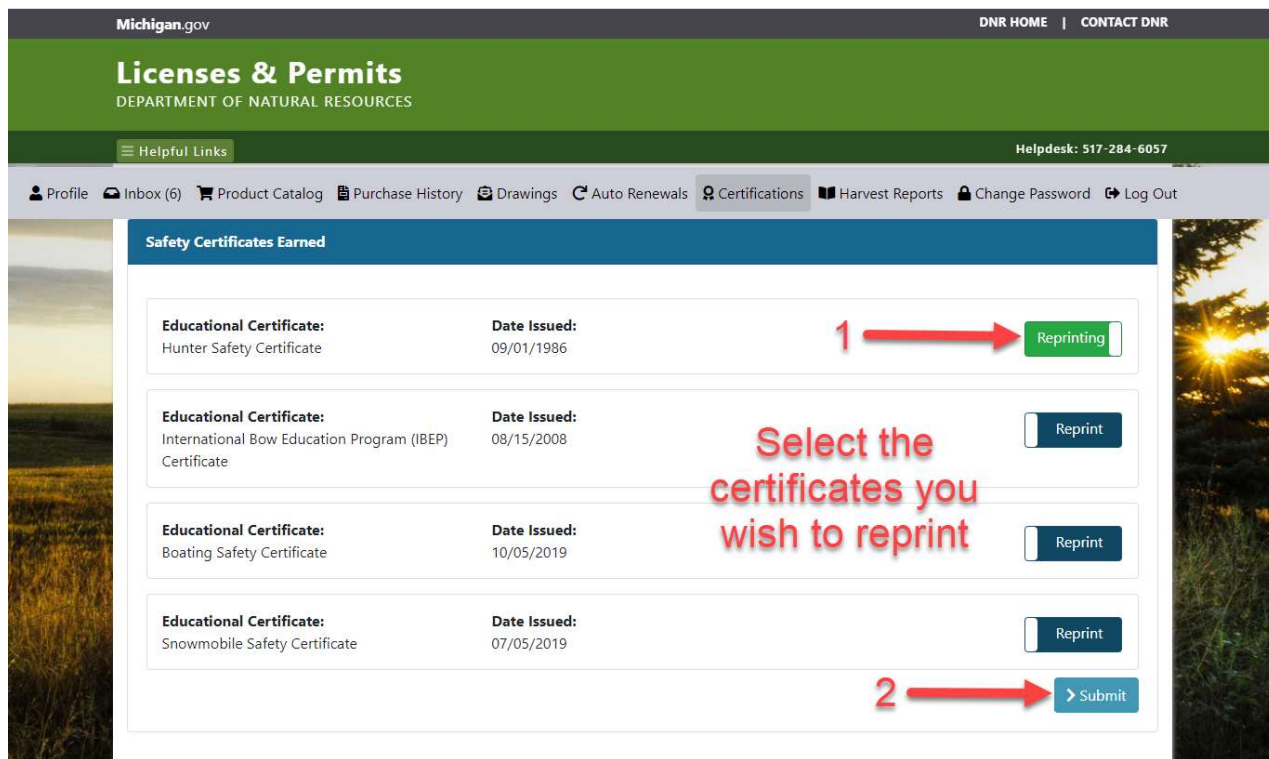 Michigan.gov
DNR HOME | CONTACT DNR
Licenses & Permits
DEPARTMENT OF NATURAL RESOURCES
Helpful Links
Helpdesk: 517-284-6057
Profile Inbox (6) Product Catalog Purchase History Drawings Auto Renewals Certifications Harvest Reports Change Password Log Out
Safety Certificates Earned
Educational Certificate: Date Issued:
Hunter Safety Certificate 09/01/1986
1
Reprinting
Educational Certificate: Date Issued:
International Bow Education Program (IBEP) 08/15/2008
Certificate
Reprint
Select the
certificates you
wish to reprint
Educational Certificate: Date Issued:
Boating Safety Certificate 10/05/2019
Reprint
Educational Certificate: Date Issued:
Snowmobile Safety Certificate 07/05/2019
Reprint
2
Submit